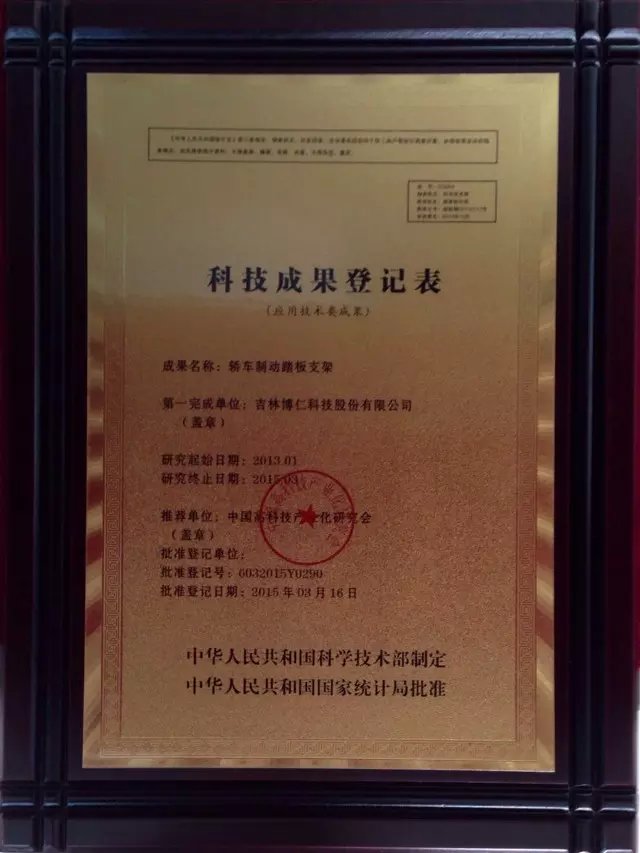 科技成果登记表
(应用技术类成果)
成果名称：轿车制动踏板支架
第一完成单位：吉林博仁科技股份有限公司
（盖章）
研究起始日期：2013.01
研究终止日期：2015.03
推荐单位：中国高科技产业化研究会
（盖章）
批准登记单位：
批准登记号：6032015Y0290
批准登记日期：2015年03月16日
中华人民共和国科学技术部制定
中华人民共和国国家统计局批准